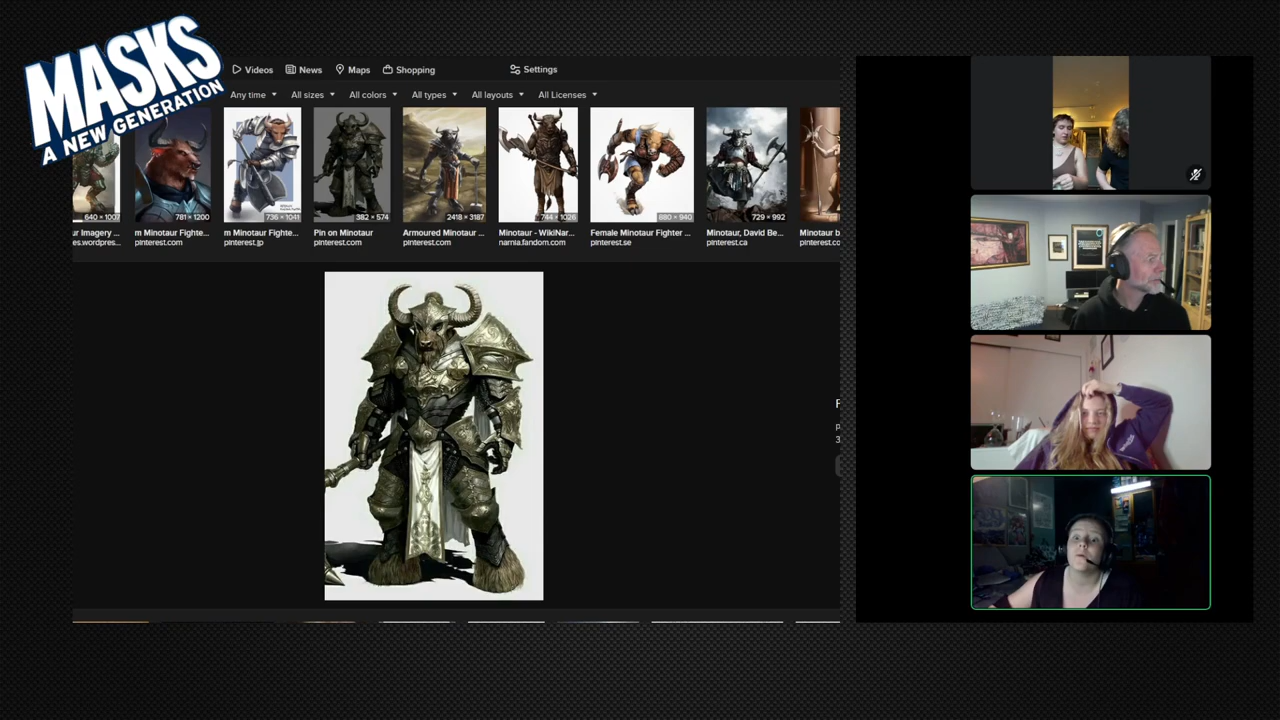 MASKS
A NEW GENERATION
Videos News Maps Shopping Settings
Any time All sizes All colors All types All layouts All Licenses
640 × 1007 781 × 1200 736 × 1041 382 × 574 2418 × 3187 744 × 1026 880 × 940 729 × 992
ur Imagery ... m Minotaur Fighte... m Minotaur Fighte... Pin on Minotaur Armoured Minotaur ... Minotaur - WikiNar... Female Minotaur Fighter ... Minotaur, David Be... Minotaur b
es.wordpres... pinterest.com pinterest.jp pinterest.com pinterest.com narnia.fandom.com pinterest.se pinterest.ca pinterest.co